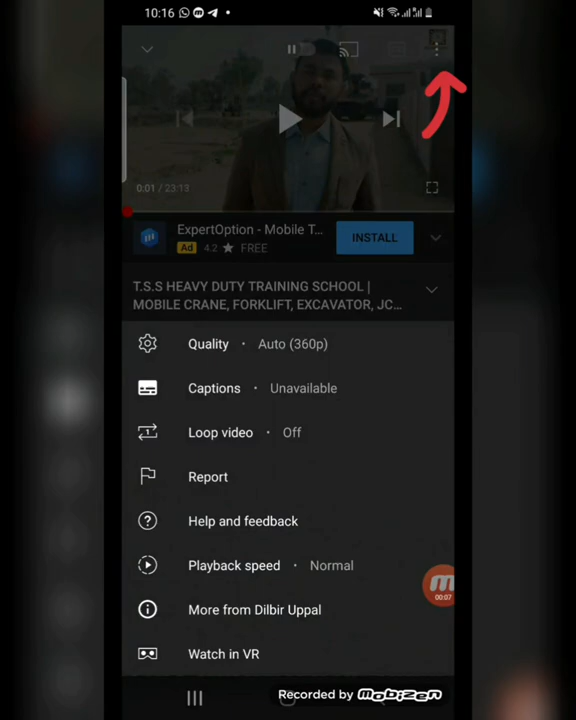 10:16
0:01 / 23:13
ExpertOption - Mobile T...
Ad 4.2 ★ FREE
INSTALL
T.S.S HEAVY DUTY TRAINING SCHOOL |
MOBILE CRANE, FORKLIFT, EXCAVATOR, JC...
Quality • Auto (360p)
Captions • Unavailable
Loop video • Off
Report
Help and feedback
Playback speed • Normal
00:07
More from Dilbir Uppal
Watch in VR
Recorded by mobizen